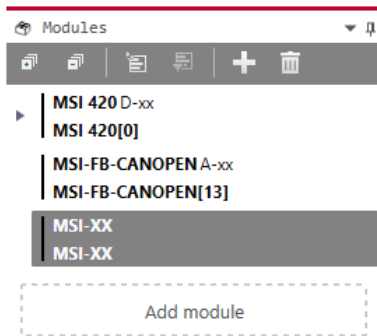 Modules
MSI 420 D-xx
MSI 420[0]
MSI-FB-CANOPEN A-xx
MSI-FB-CANOPEN[13]
MSI-XX
MSI-XX
Add module